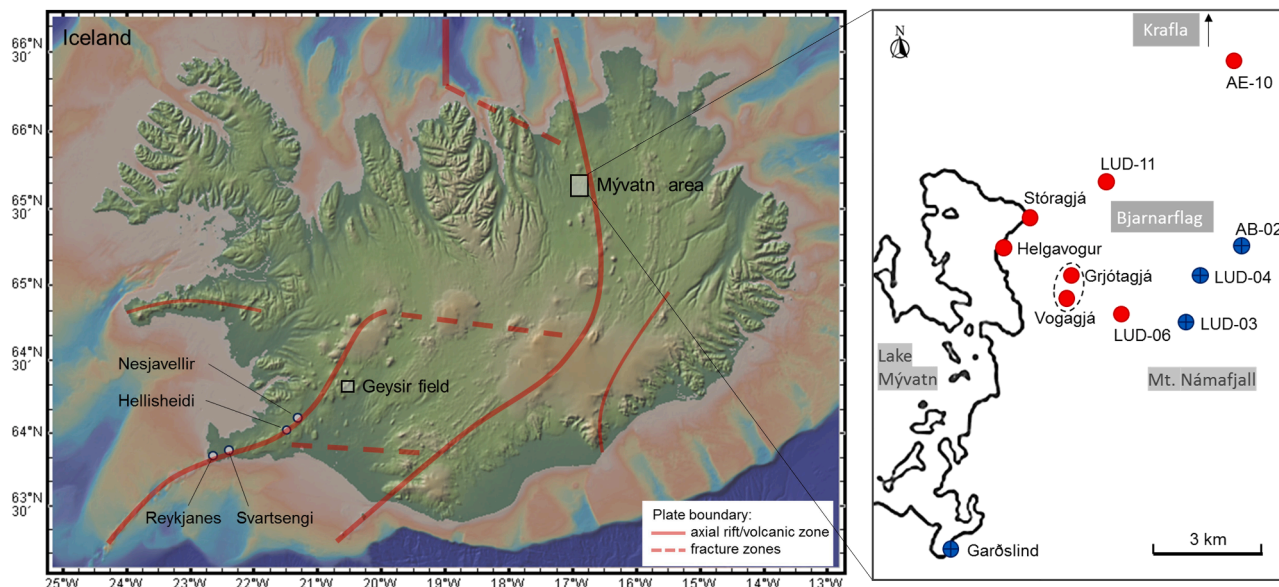 Iceland
66°N
30'
66°N
65°N
30'
65°N
64°N
30'
64°N
63°N
30'
Mývatn area
Nesjavellir
Hellisheidi
Geysir field
Reykjanes
Svartsengi
Plate boundary:
axial rift/volcanic zone
fracture zones
25°W
24°W
23°W
22°W
21°W
20°W
19°W
18°W
17°W
16°W
15°W
14°W
13°W
N
Krafla
AE-10
LUD-11
Stóragjá
Bjarnarflag
AB-02
Helgavogur
Grjótagjá
LUD-04
Vogagjá
LUD-06
LUD-03
Lake
Mývatn
Mt. Námafjall
Garðslind
3 km